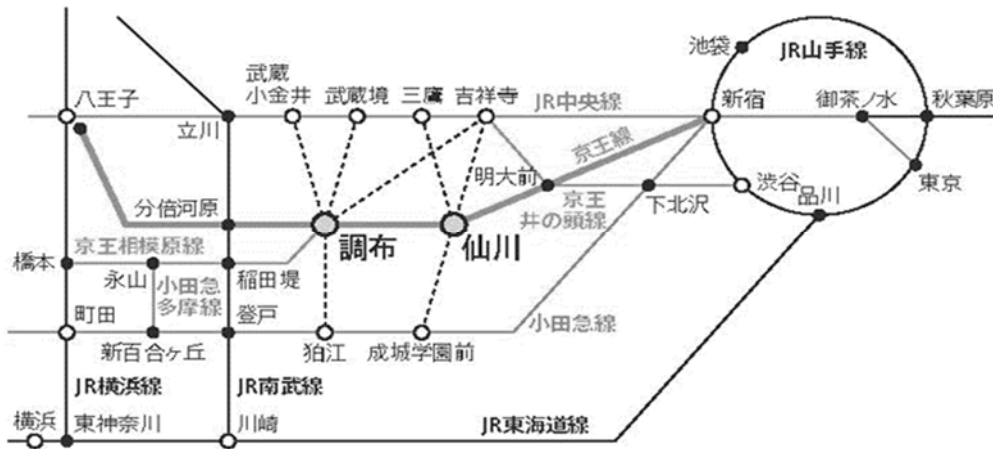 池袋
JR山手線
八王子
武蔵
小金井
武蔵境
三鷹
吉祥寺
JR中央線
新宿
御茶ノ水
秋葉原
立川
京王線
明大前
京王
井の頭線
下北沢
渋谷
品川
東京
分倍河原
調布
仙川
京王相模原線
橋本
永山
小田急
多摩線
稲田堤
町田
登戸
小田急線
新百合ヶ丘
狛江
成城学園前
JR横浜線
JR南武線
JR東海道線
横浜
東神奈川
川崎